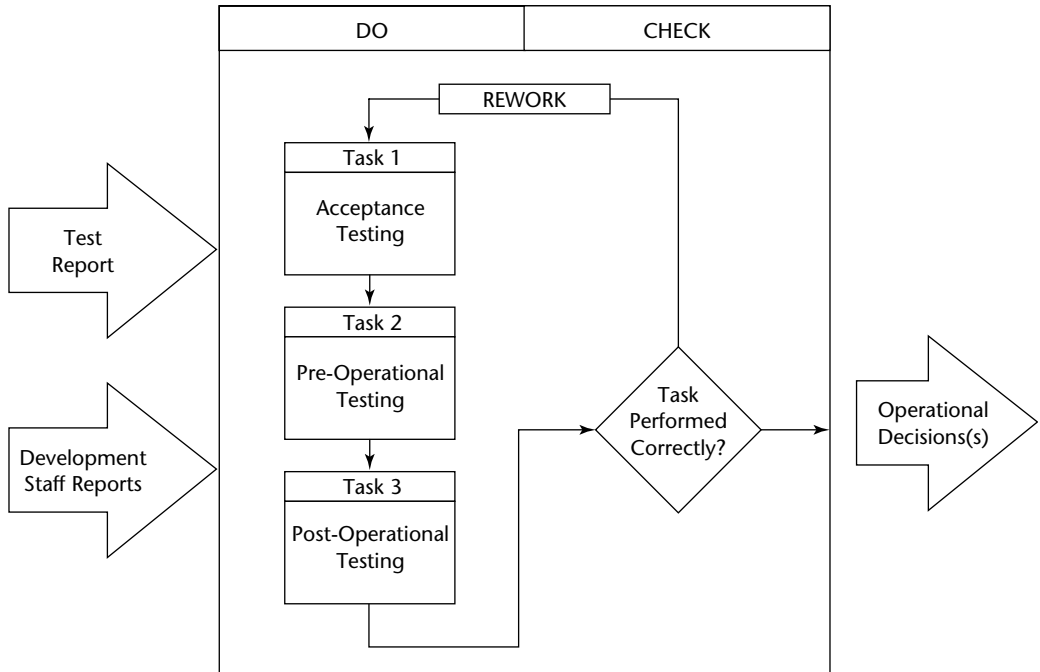 DO
CHECK
REWORK
Task 1
Acceptance
Testing
Test
Report
Task 2
Pre-Operational
Testing
Task
Performed
Correctly?
Operational
Decisions(s)
Development
Staff Reports
Task 3
Post-Operational
Testing